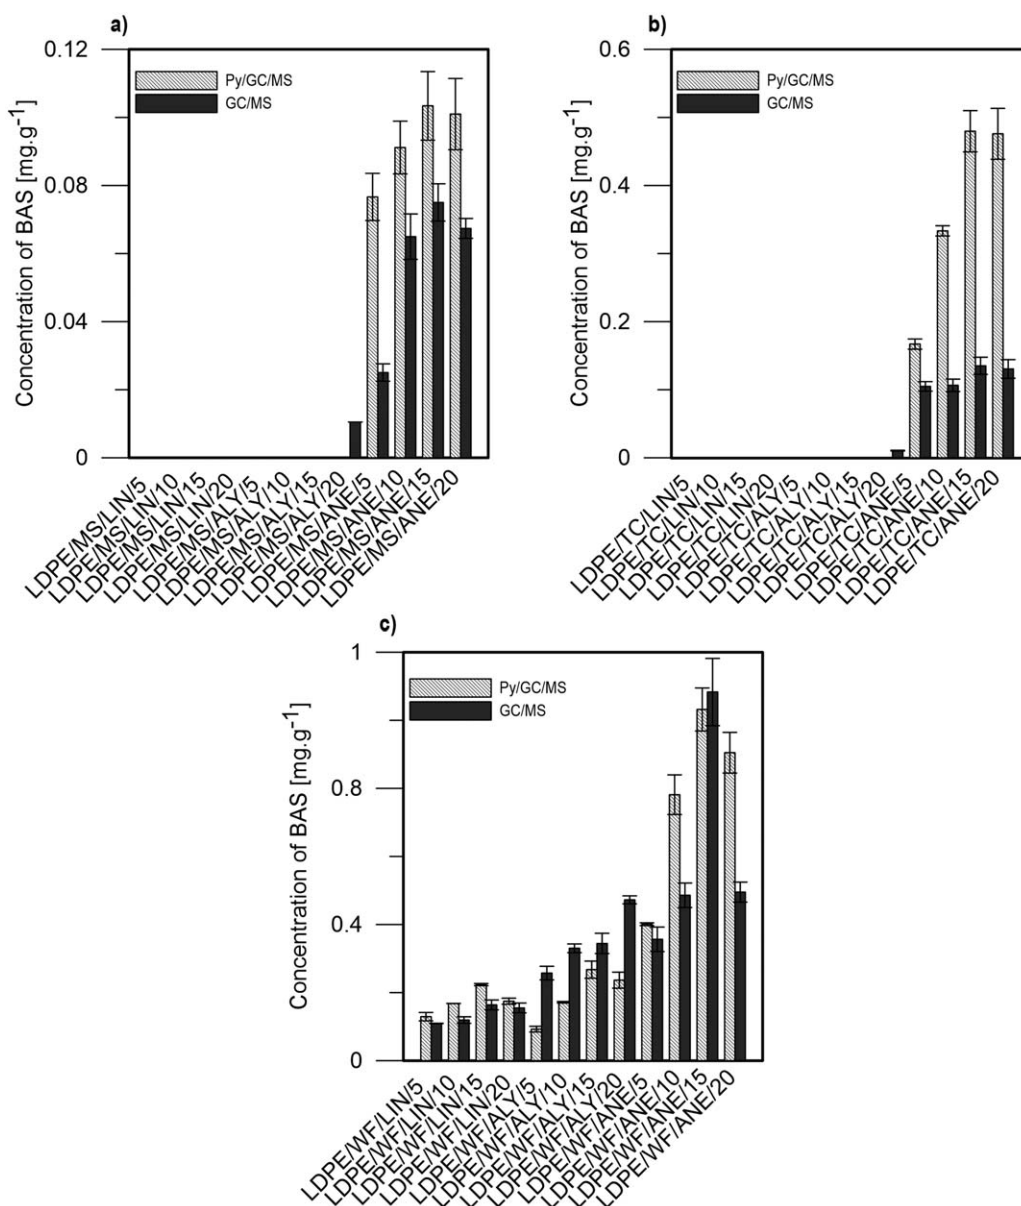 a)
Concentration of BAS [mg.g⁻¹]
0.12
0.08
0.04
0
Py/GC/MS
GC/MS
LDPE/MS/LIN/5
LDPE/MS/LIN/10
LDPE/MS/LIN/15
LDPE/MS/LIN/20
LDPE/MS/ALY/5
LDPE/MS/ALY/10
LDPE/MS/ALY/15
LDPE/MS/ALY/20
LDPE/MS/ANE/5
LDPE/MS/ANE/10
LDPE/MS/ANE/15
LDPE/MS/ANE/20
b)
Concentration of BAS [mg.g⁻¹]
0.6
0.4
0.2
0
Py/GC/MS
GC/MS
LDPE/TC/LIN/5
LDPE/TC/LIN/10
LDPE/TC/LIN/15
LDPE/TC/LIN/20
LDPE/TC/ALY/5
LDPE/TC/ALY/10
LDPE/TC/ALY/15
LDPE/TC/ALY/20
LDPE/TC/ANE/5
LDPE/TC/ANE/10
LDPE/TC/ANE/15
LDPE/TC/ANE/20
c)
Concentration of BAS [mg.g⁻¹]
1
0.8
0.4
0
Py/GC/MS
GC/MS
LDPE/WF/LIN/5
LDPE/WF/LIN/10
LDPE/WF/LIN/15
LDPE/WF/LIN/20
LDPE/WF/ALY/5
LDPE/WF/ALY/10
LDPE/WF/ALY/15
LDPE/WF/ALY/20
LDPE/WF/ANE/5
LDPE/WF/ANE/10
LDPE/WF/ANE/15
LDPE/WF/ANE/20